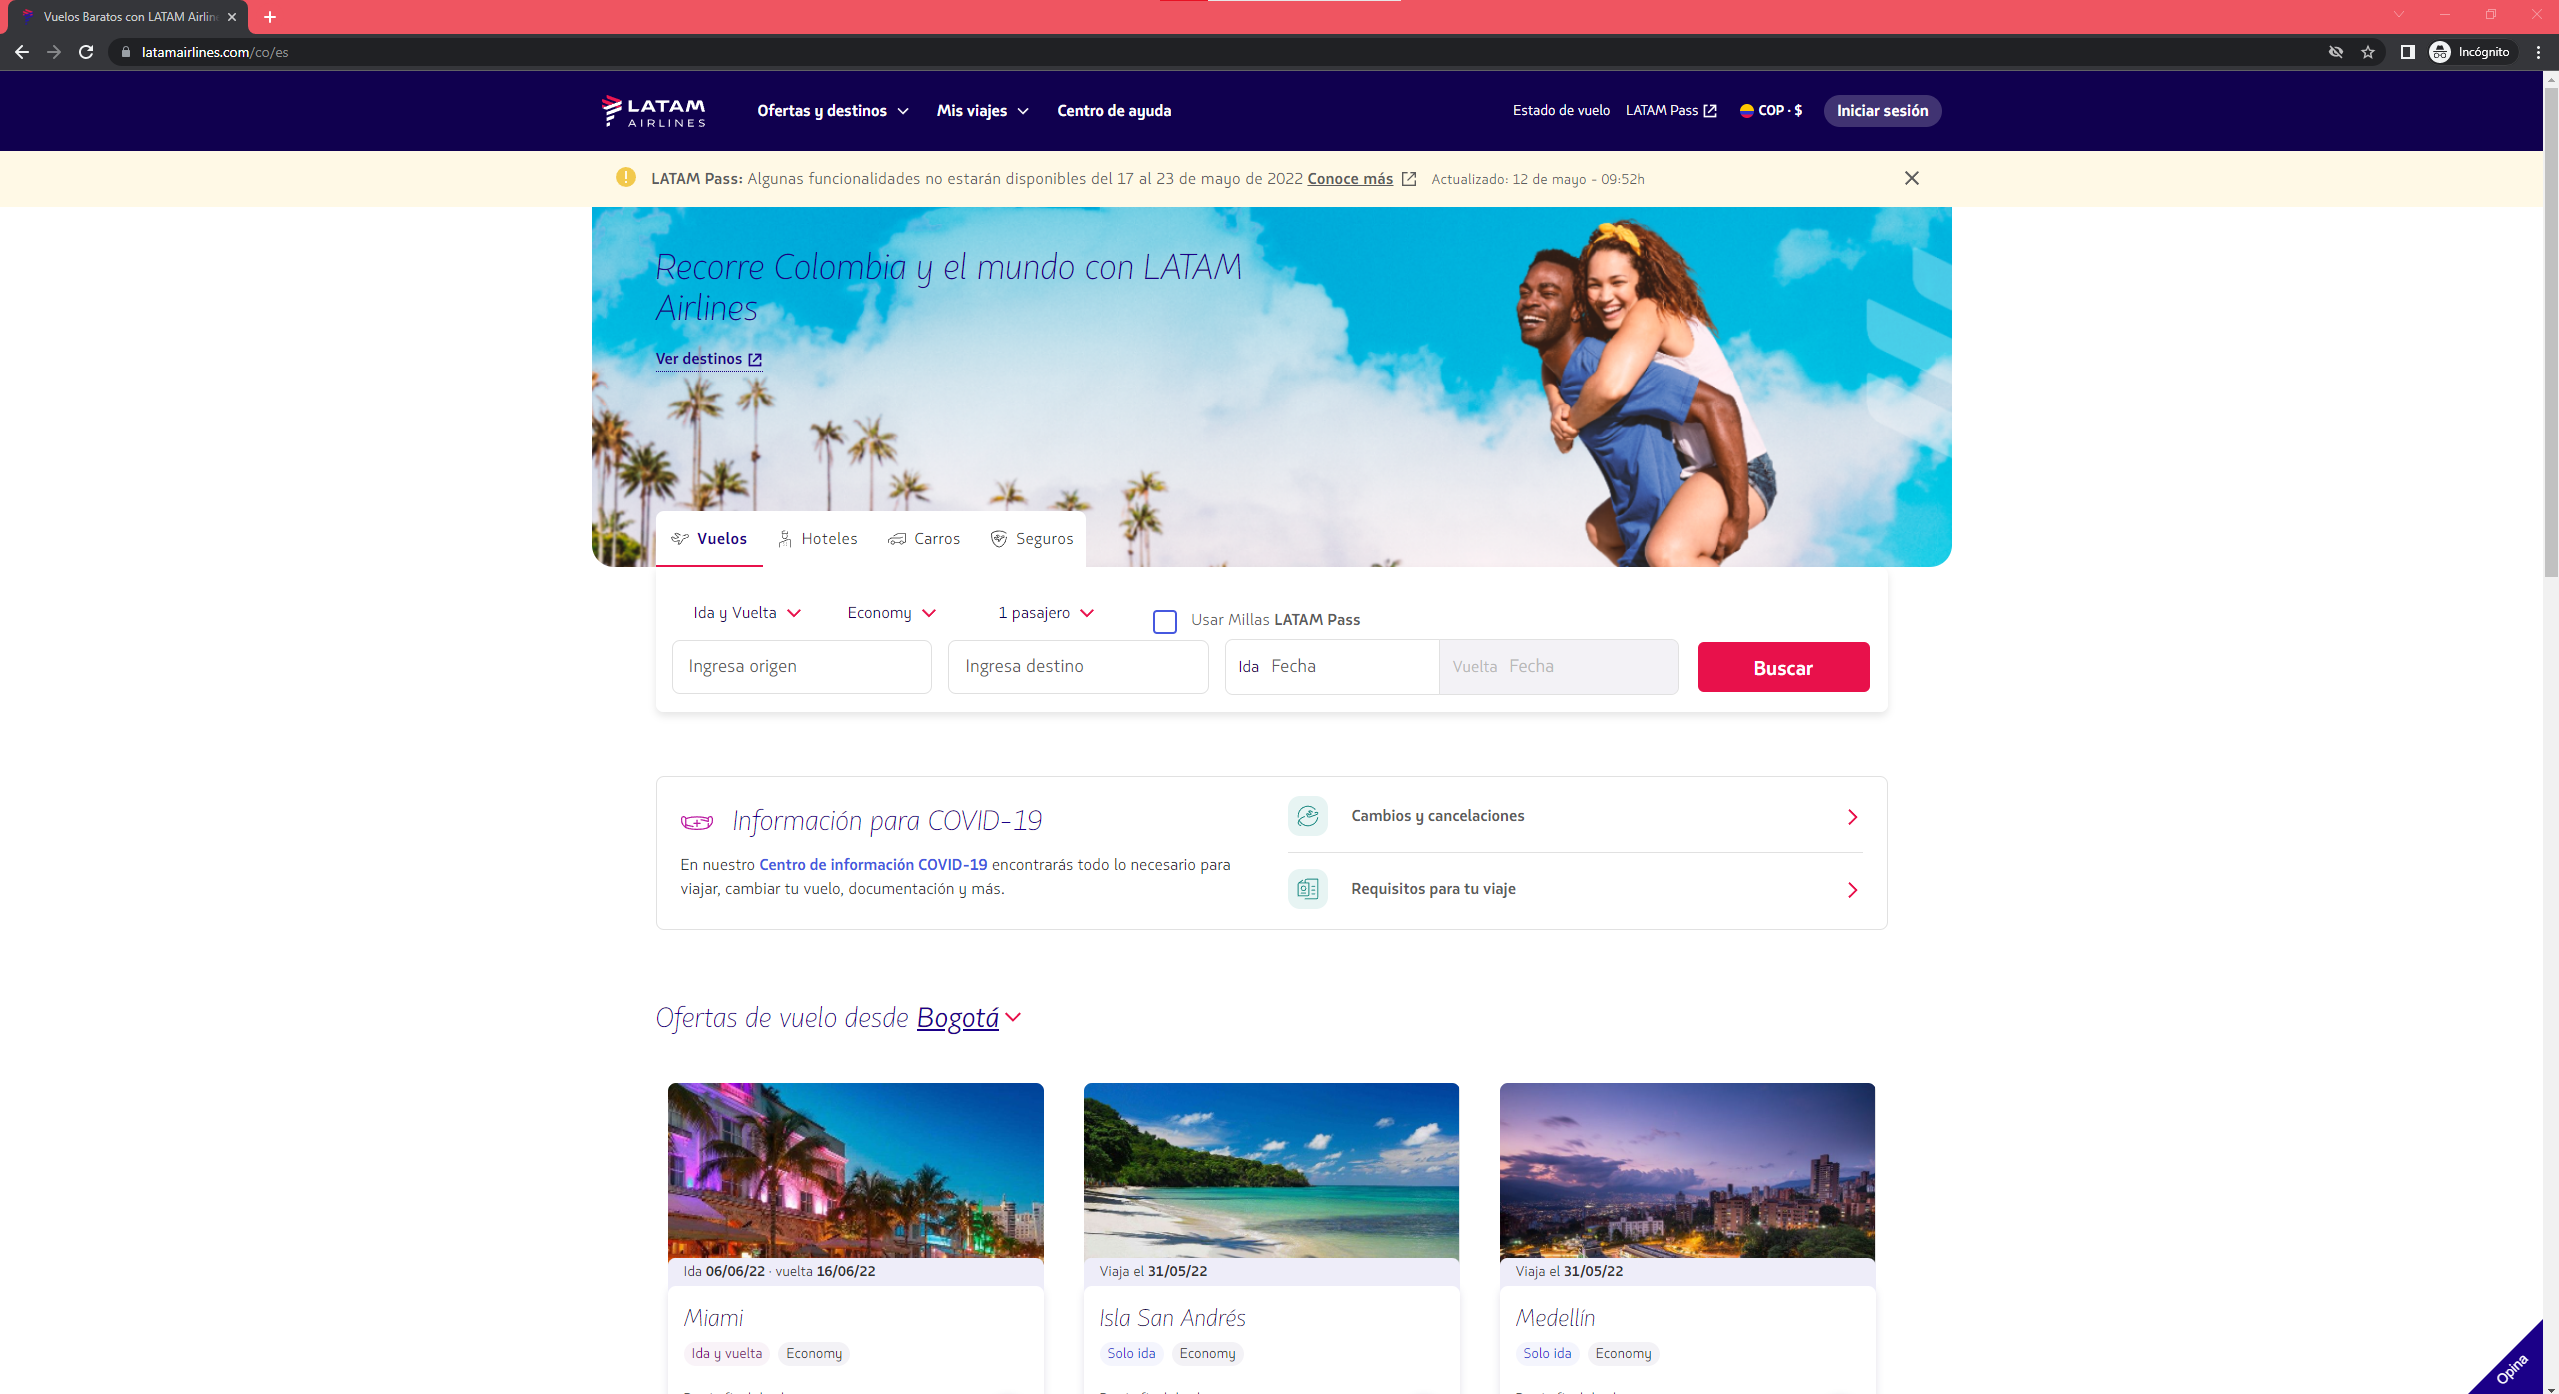 Vuelos Baratos con LATAM Airlin
latamairlines.com/co/es
Incógnito
LATAM
AIRLINES
Ofertas y destinos
Mis viajes
Centro de ayuda
Estado de vuelo
LATAM Pass
COP · $
Iniciar sesión
LATAM Pass: Algunas funcionalidades no estarán disponibles del 17 al 23 de mayo de 2022 Conoce más
Actualizado: 12 de mayo - 09:52h
Recorre Colombia y el mundo con LATAM
Airlines
Ver destinos
Vuelos
Hoteles
Carros
Seguros
Ida y Vuelta
Economy
1 pasajero
Usar Millas LATAM Pass
Ingresa origen
Ingresa destino
Ida Fecha
Vuelta Fecha
Buscar
Información para COVID-19
En nuestro Centro de información COVID-19 encontrarás todo lo necesario para
viajar, cambiar tu vuelo, documentación y más.
Cambios y cancelaciones
Requisitos para tu viaje
Ofertas de vuelo desde Bogotá
Ida 06/06/22 · vuelta 16/06/22
Miami
Ida y vuelta
Economy
Viaja el 31/05/22
Isla San Andrés
Solo ida
Economy
Viaja el 31/05/22
Medellín
Solo ida
Economy
Opina